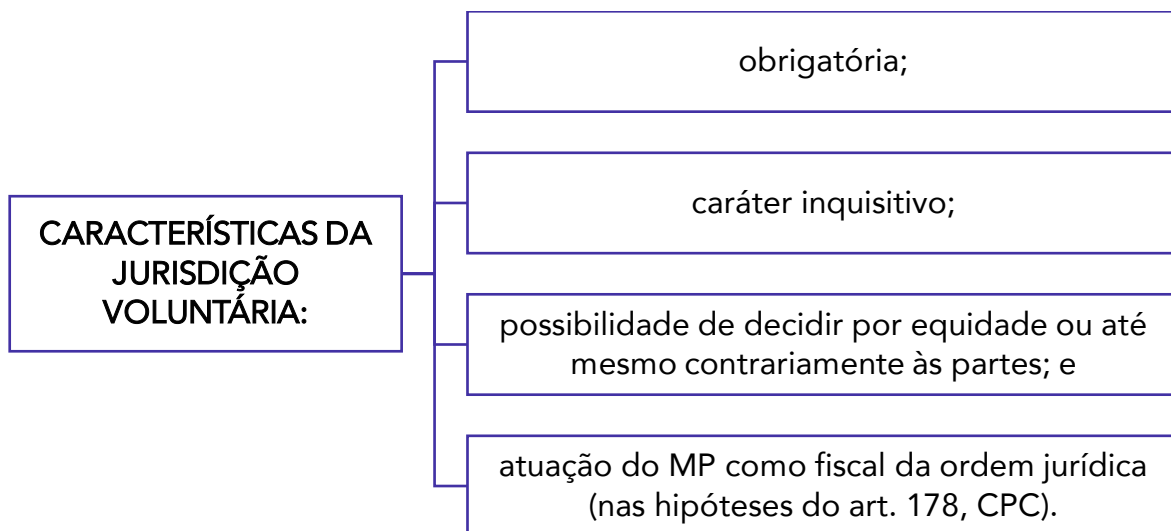 CARACTERÍSTICAS DA
JURISDIÇÃO
VOLUNTÁRIA:
obrigatória;
caráter inquisitivo;
possibilidade de decidir por equidade ou até
mesmo contrariamente às partes; e
atuação do MP como fiscal da ordem jurídica
(nas hipóteses do art. 178, CPC).